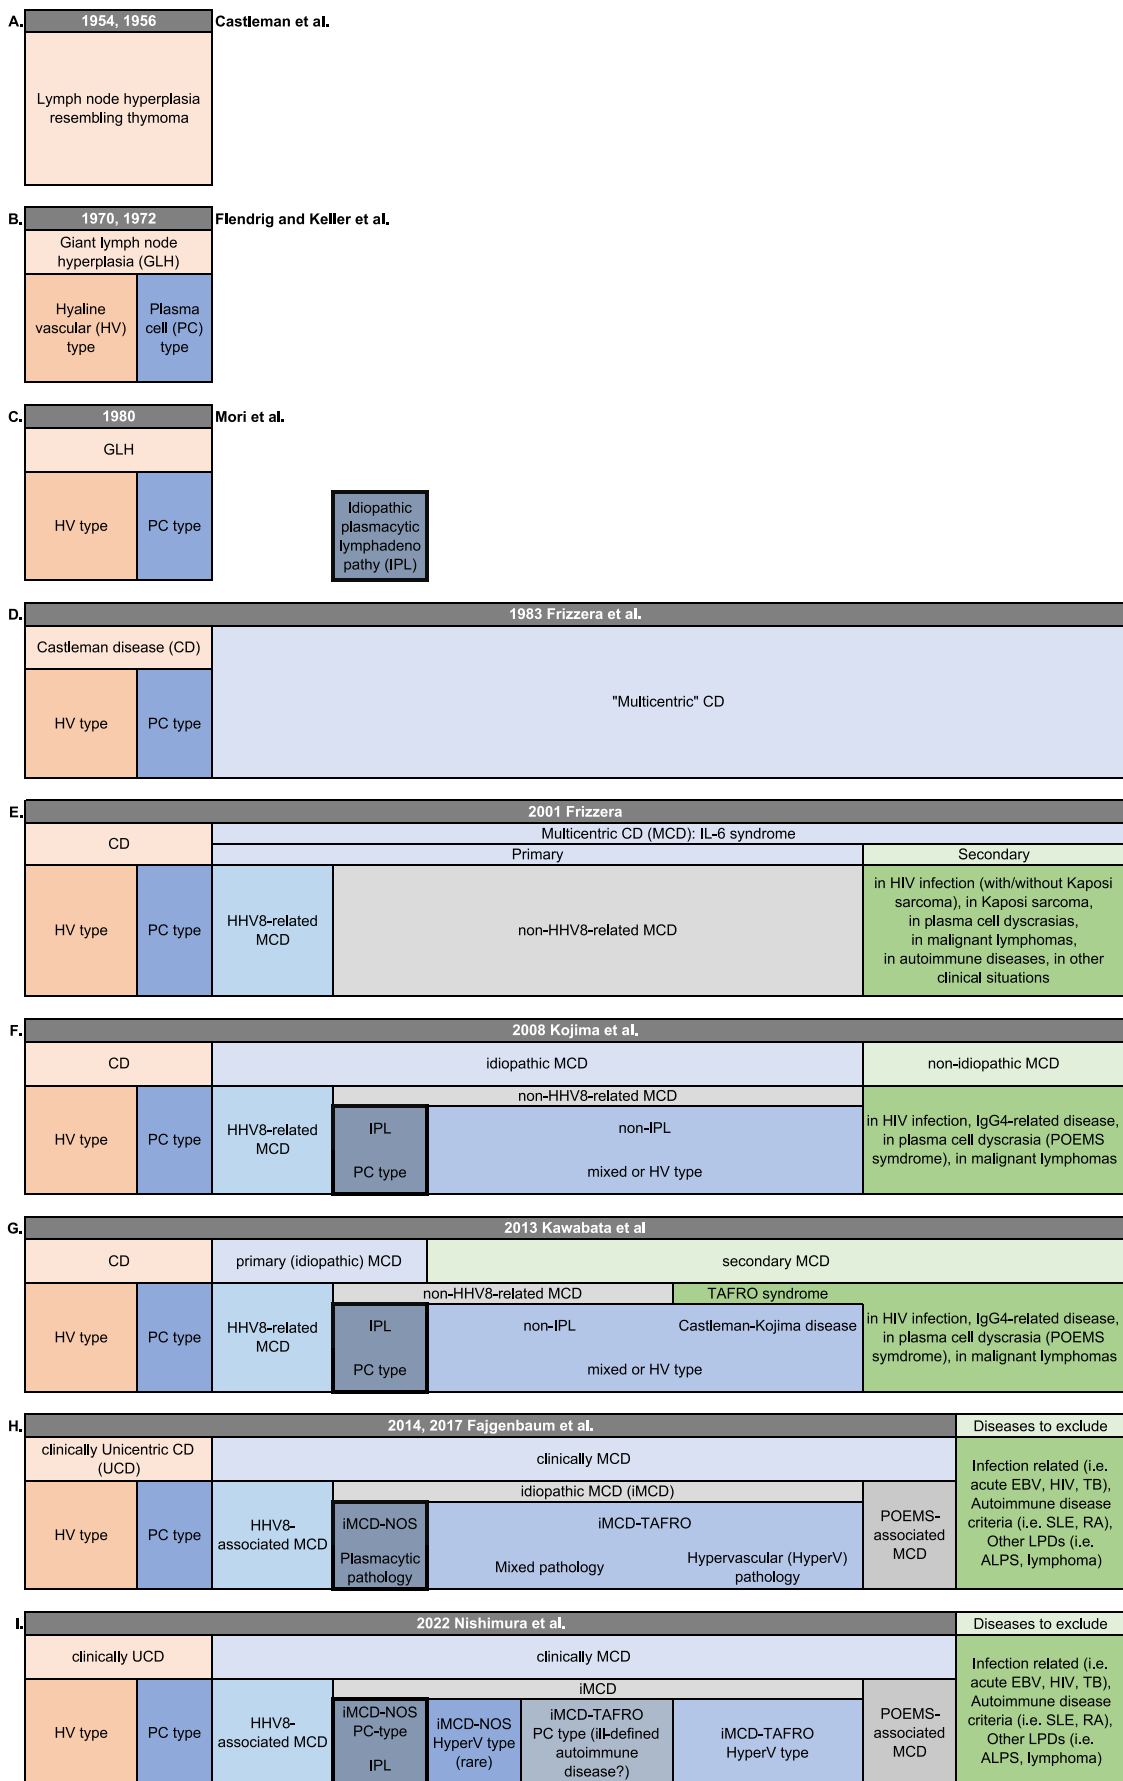 A. 1954, 1956 Castleman et al.
Lymph node hyperplasia
resembling thymoma
B. 1970, 1972 Flendrig and Keller et al.
Giant lymph node
hyperplasia (GLH)
Hyaline
vascular (HV)
type
Plasma
cell (PC)
type
C. 1980 Mori et al.
GLH
HV type
PC type
Idiopathic
plasmacytic
lymphadeno
pathy (IPL)
D. 1983 Frizzera et al.
Castleman disease (CD)
HV type
PC type
"Multicentric" CD
E. 2001 Frizzera
CD
Multicentric CD (MCD): IL-6 syndrome
Primary
Secondary
HV type
PC type
HHV8-related
MCD
non-HHV8-related MCD
in HIV infection (with/without Kaposi
sarcoma), in Kaposi sarcoma,
in plasma cell dyscrasias,
in malignant lymphomas,
in autoimmune diseases, in other
clinical situations
F. 2008 Kojima et al.
CD
idiopathic MCD
non-idiopathic MCD
HV type
PC type
HHV8-related
MCD
non-HHV8-related MCD
IPL
PC type
non-IPL
mixed or HV type
in HIV infection, IgG4-related disease,
in plasma cell dyscrasia (POEMS
symdrome), in malignant lymphomas
G. 2013 Kawabata et al
CD
primary (idiopathic) MCD
secondary MCD
HV type
PC type
HHV8-related
MCD
non-HHV8-related MCD
TAFRO syndrome
IPL
PC type
non-IPL
Castleman-Kojima disease
mixed or HV type
in HIV infection, IgG4-related disease,
in plasma cell dyscrasia (POEMS
symdrome), in malignant lymphomas
H. 2014, 2017 Fajgenbaum et al.
Diseases to exclude
clinically Unicentric CD
(UCD)
clinically MCD
HV type
PC type
HHV8-
associated MCD
idiopathic MCD (iMCD)
iMCD-NOS
Plasmacytic
pathology
iMCD-TAFRO
Mixed pathology
Hypervascular (HyperV)
pathology
POEMS-
associated
MCD
Infection related (i.e.
acute EBV, HIV, TB),
Autoimmune disease
criteria (i.e. SLE, RA),
Other LPDs (i.e.
ALPS, lymphoma)
I. 2022 Nishimura et al.
Diseases to exclude
clinically UCD
clinically MCD
HV type
PC type
HHV8-
associated MCD
iMCD
iMCD-NOS
PC-type
IPL
iMCD-NOS
HyperV type
(rare)
iMCD-TAFRO
PC type (ill-defined
autoimmune
disease?)
iMCD-TAFRO
HyperV type
POEMS-
associated
MCD
Infection related (i.e.
acute EBV, HIV, TB),
Autoimmune disease
criteria (i.e. SLE, RA),
Other LPDs (i.e.
ALPS, lymphoma)